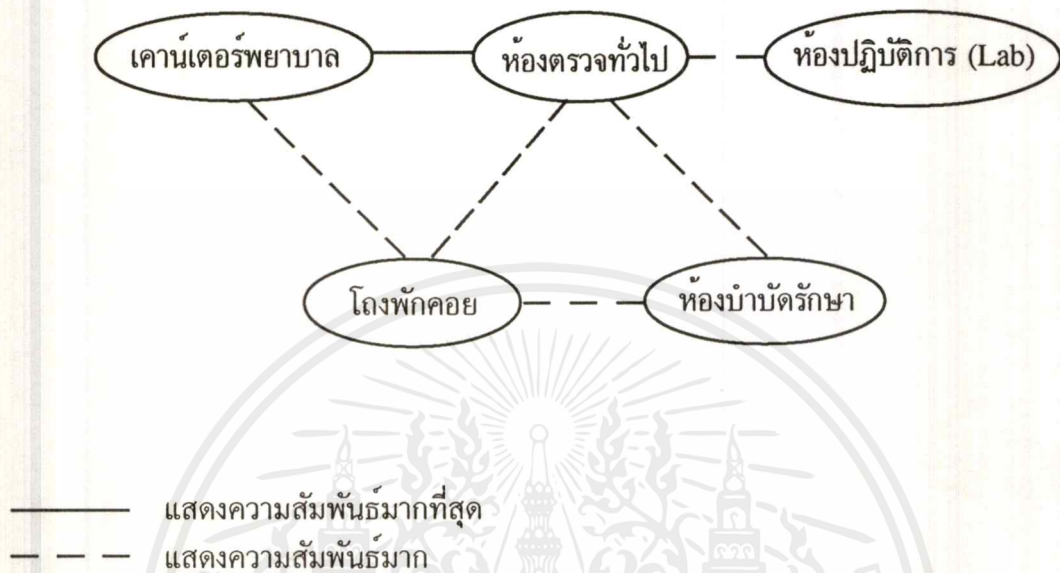 เคาน์เตอร์พยาบาล
ห้องตรวจทั่วไป
ห้องปฏิบัติการ (Lab)
โถงพักคอย
ห้องบำบัดรักษา
แสดงความสัมพันธ์มากที่สุด
แสดงความสัมพันธ์มาก